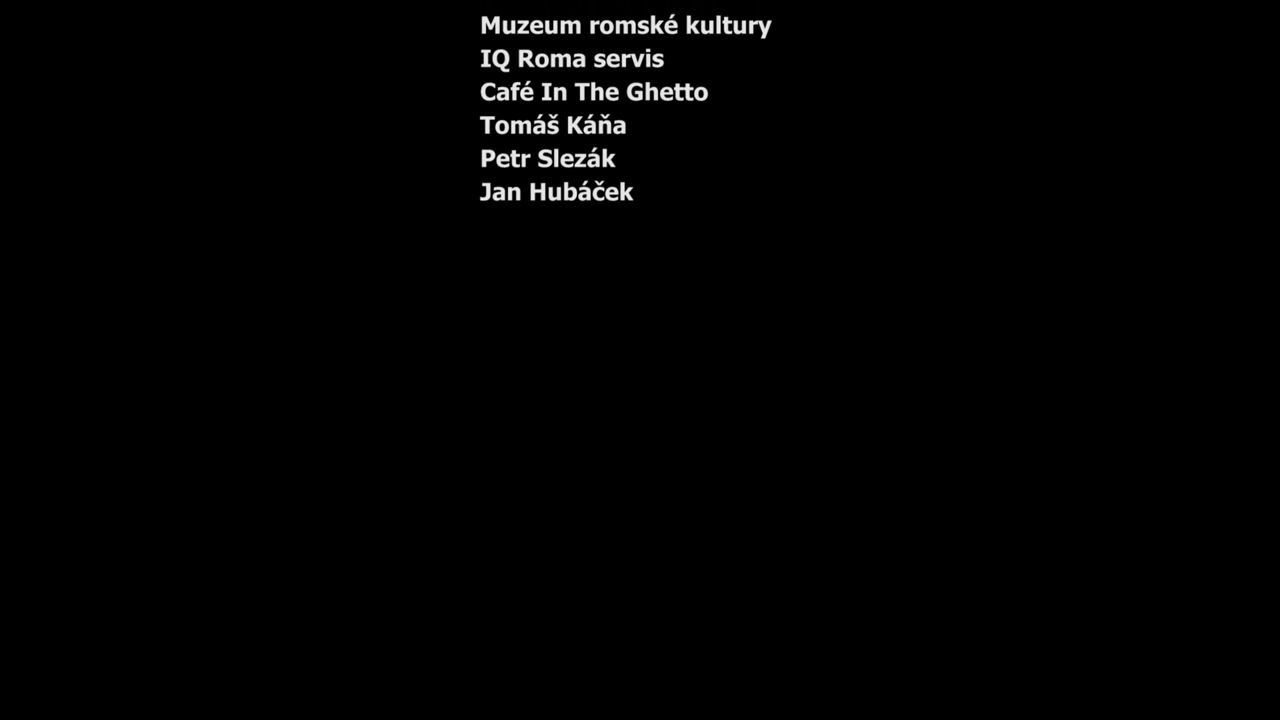 Muzeum romské kultury
IQ Roma servis
Café In The Ghetto
Tomáš Káňa
Petr Slezák
Jan Hubáček